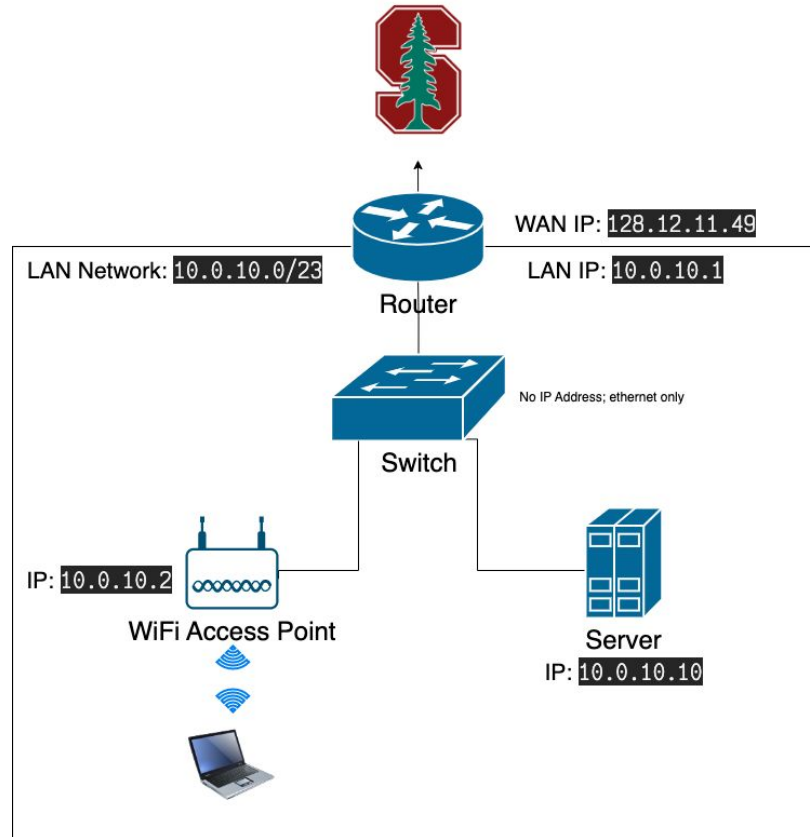 S
WAN IP: 128.12.11.49
LAN Network: 10.0.10.0/23
LAN IP: 10.0.10.1
Router
No IP Address; ethernet only
Switch
IP: 10.0.10.2
WiFi Access Point
Server
IP: 10.0.10.10